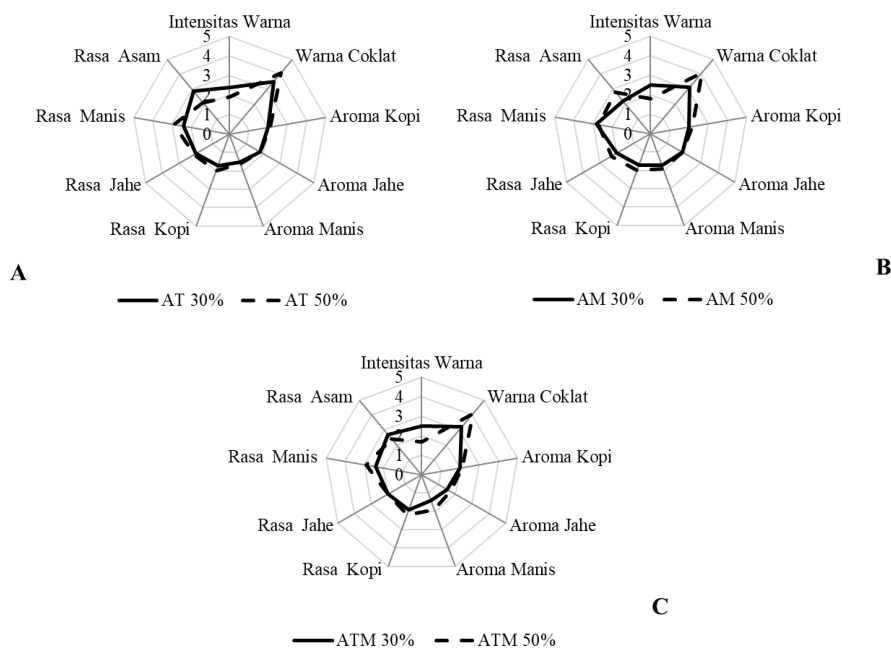 Intensitas Warna
5
4
3
2
1
0
Warna Coklat
Aroma Kopi
Aroma Jahe
Aroma Manis
Rasa Kopi
Rasa Jahe
Rasa Manis
Rasa Asam
A
AT 30%
AT 50%
Intensitas Warna
5
4
3
2
1
0
Warna Coklat
Aroma Kopi
Aroma Jahe
Aroma Manis
Rasa Kopi
Rasa Jahe
Rasa Manis
Rasa Asam
B
AM 30%
AM 50%
Intensitas Warna
5
4
3
2
1
0
Warna Coklat
Aroma Kopi
Aroma Jahe
Aroma Manis
Rasa Kopi
Rasa Jahe
Rasa Manis
Rasa Asam
C
ATM 30%
ATM 50%